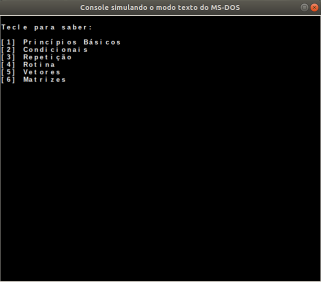 Console simulando o modo texto do MS-DOS
Tecle para saber:
[1] Princípios Básicos
[2] Condicionais
[3] Repetição
[4] Rotina
[5] Vetores
[6] Matrizes